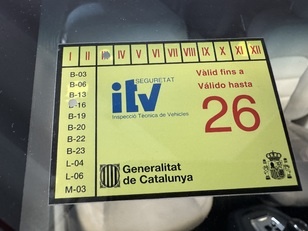 I II IV V VI VII VIII IX X XI XII
B-03
B-06
B-13
B-16
B-19
B-20
B-22
B-23
L-04
L-06
M-03
SEGURETAT
itv
Inspecció Tècnica de Vehicles
Vàlid fins a
Válido hasta
26
Generalitat
de Catalunya